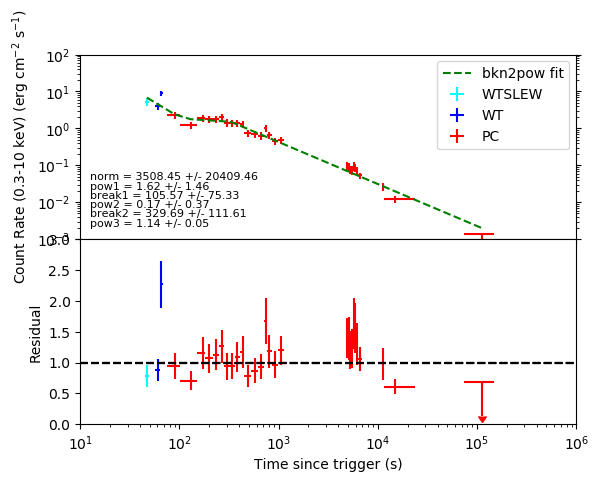 Count Rate (0.3-10 keV) (erg cm⁻² s⁻¹)
10²
10¹
10⁰
10⁻¹
10⁻²
10⁻³
bkn2pow fit
WTSLEW
WT
PC
norm = 3508.45 +/- 20409.46
pow1 = 1.62 +/- 1.46
break1 = 105.57 +/- 75.33
pow2 = 0.17 +/- 0.37
break2 = 329.69 +/- 111.61
pow3 = 1.14 +/- 0.05
Residual
3.0
2.5
2.0
1.5
1.0
0.5
0.0
10¹ 10² 10³ 10⁴ 10⁵ 10⁶
Time since trigger (s)